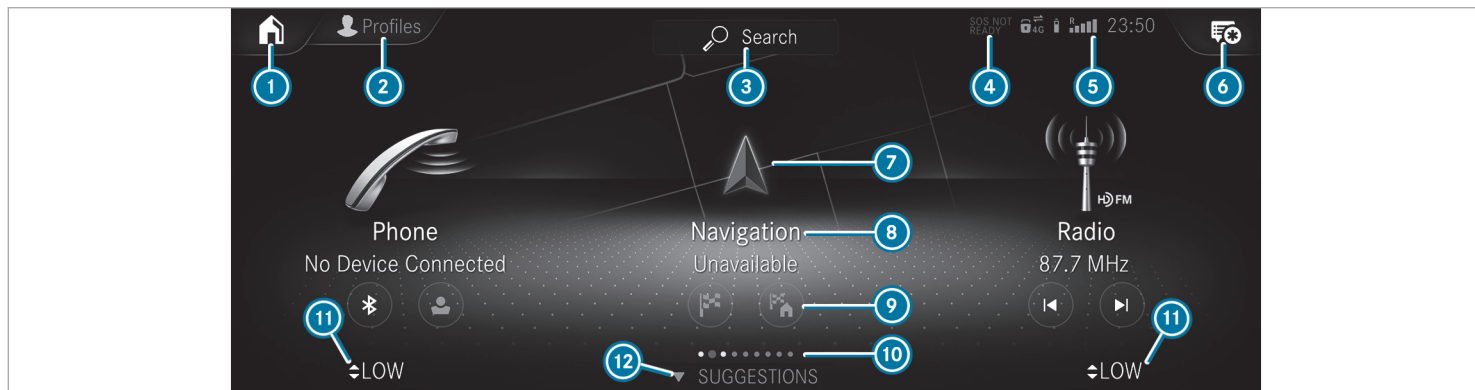 Profiles
Search
SOS NOT
READY
4G
R
23:50
1
2
3
4
5
6
7
HD FM
Phone
Navigation
8
Radio
No Device Connected
Unavailable
87.7 MHz
9
11
11
10
12
LOW
SUGGESTIONS
LOW